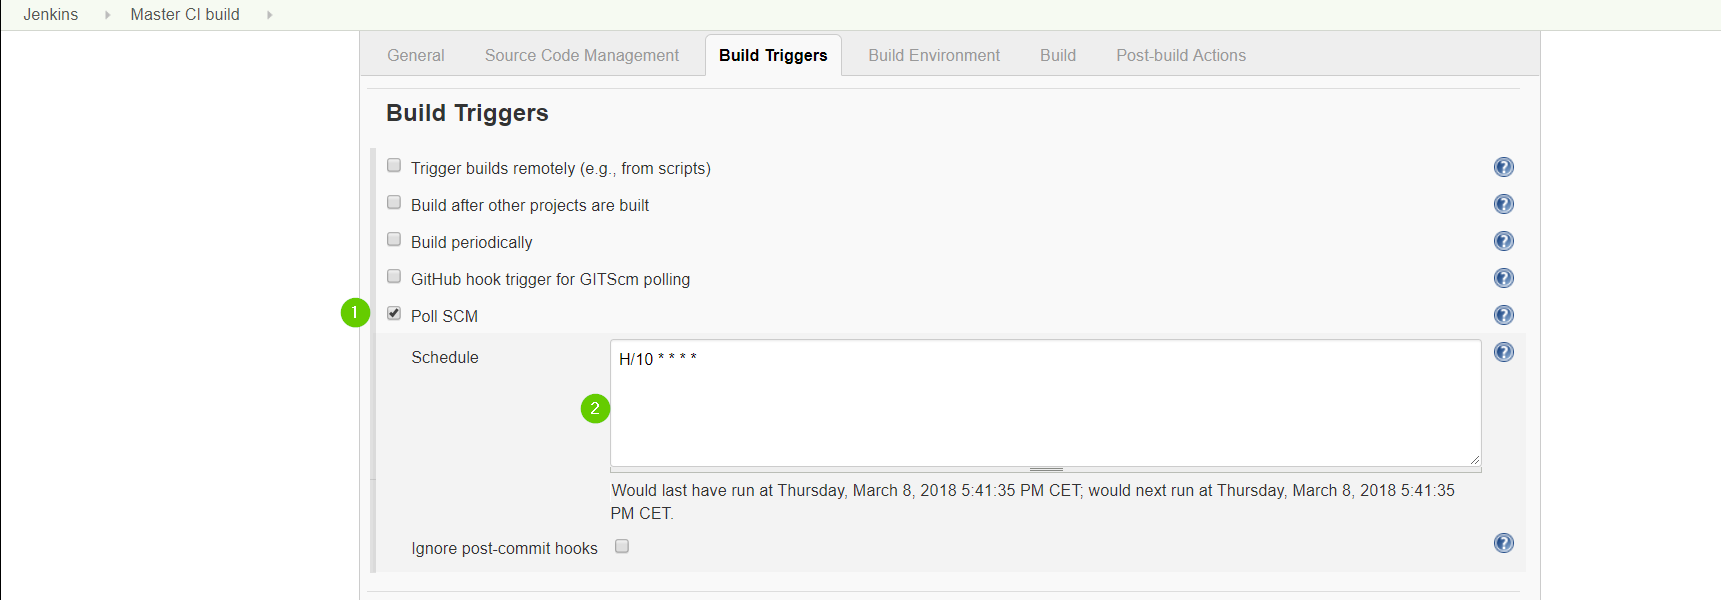 Jenkins Master CI build
General Source Code Management Build Triggers Build Environment Build Post-build Actions
Build Triggers
Trigger builds remotely (e.g., from scripts)
Build after other projects are built
Build periodically
GitHub hook trigger for GITScm polling
1 Poll SCM
Schedule H/10 * * * *
2
Would last have run at Thursday, March 8, 2018 5:41:35 PM CET; would next run at Thursday, March 8, 2018 5:41:35
PM CET.
Ignore post-commit hooks